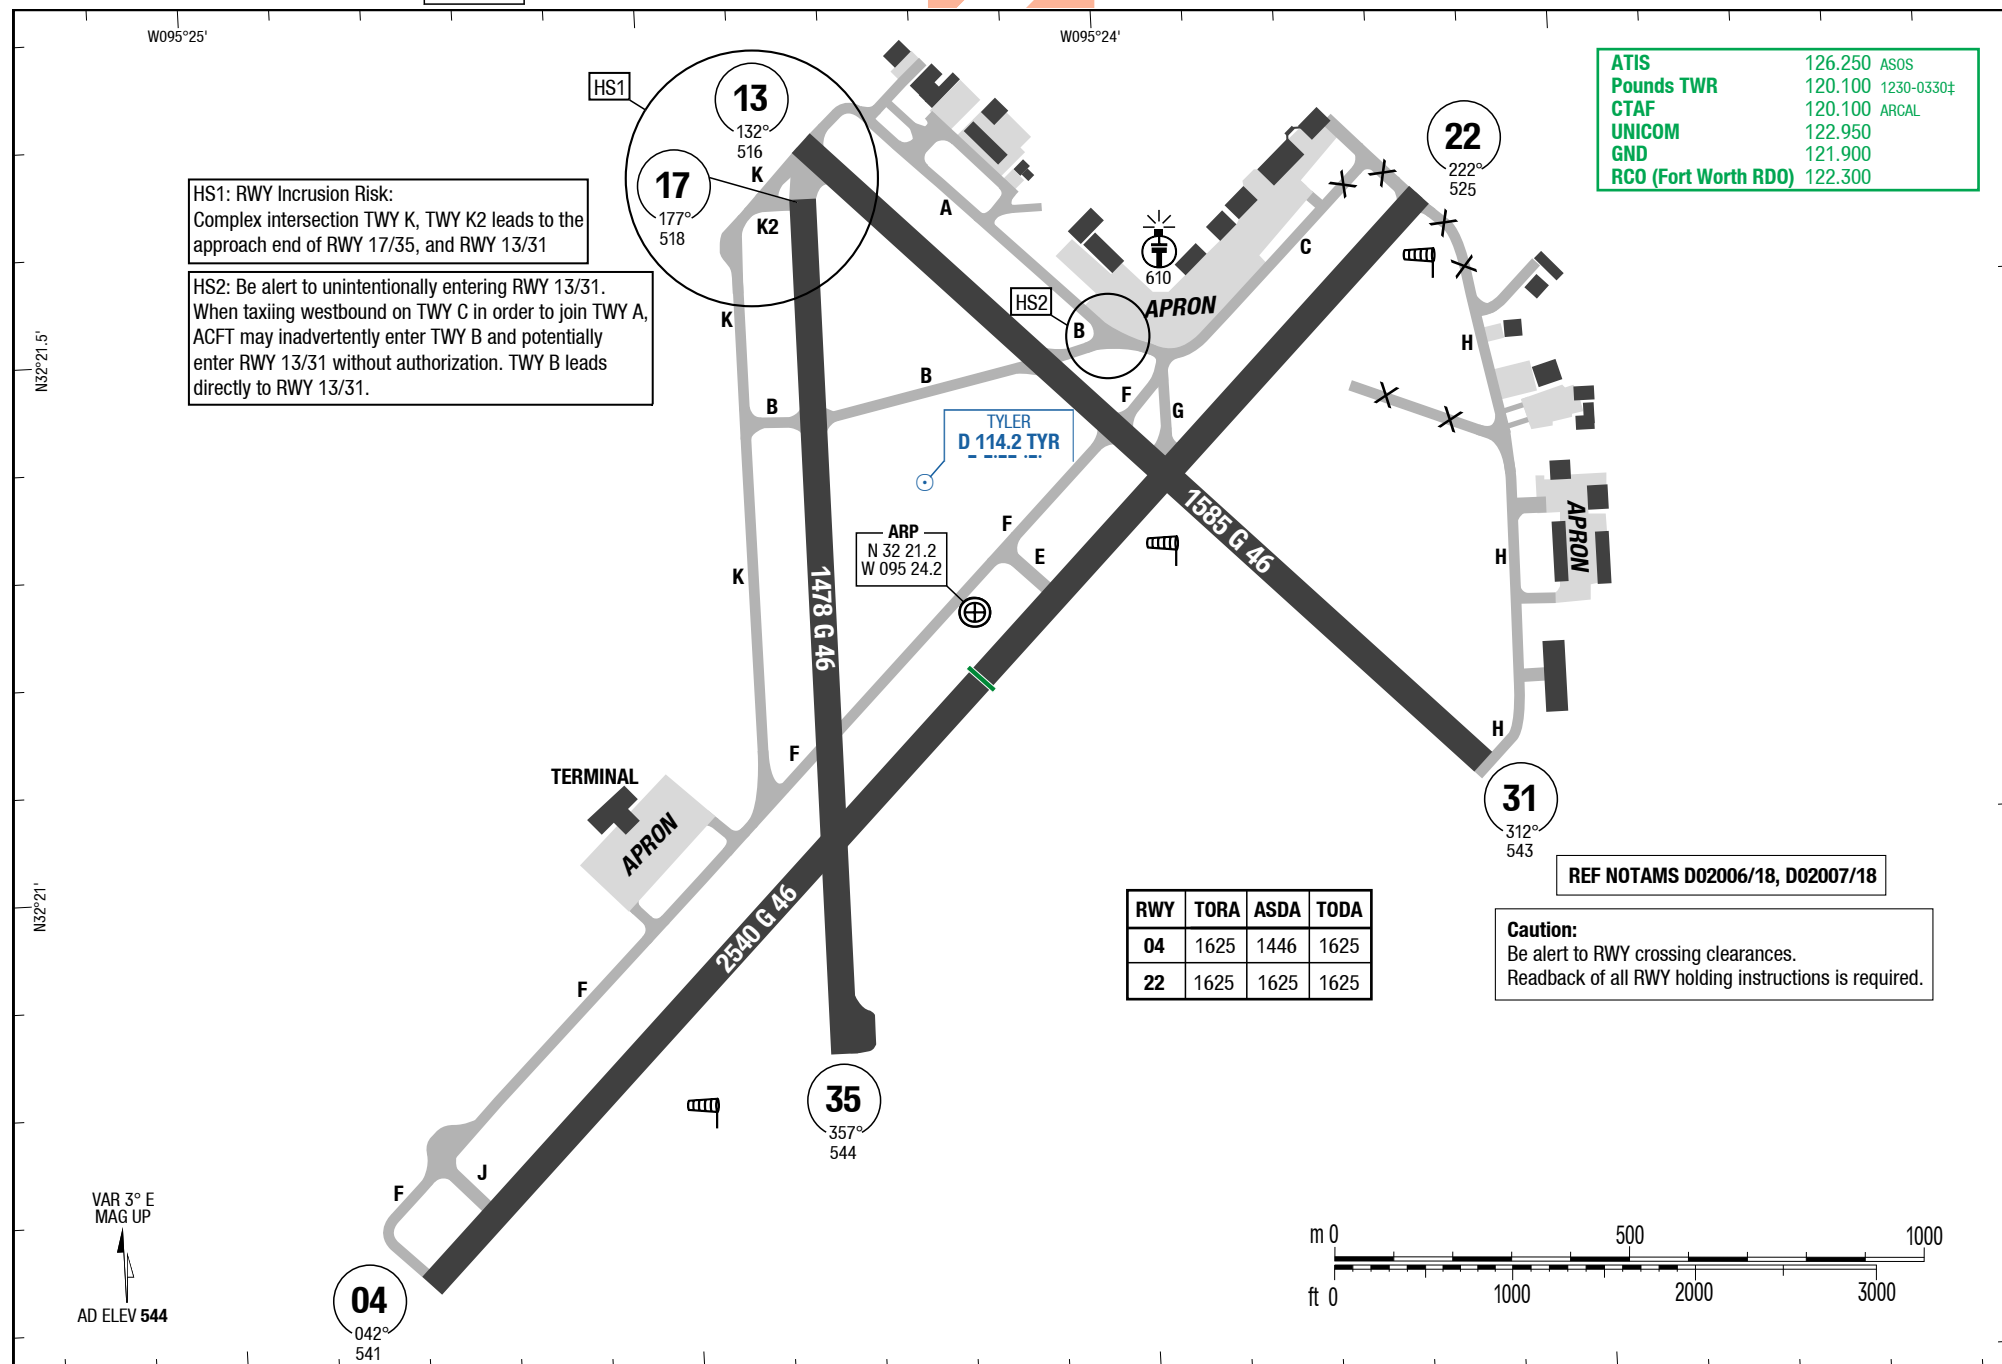 W095°25'
W095°24'
HS1
13
132°
516
17
177°
518
K
K2
A
22
222°
525
ATIS 126.250 ASOS
Pounds TWR 120.100 1230-0330‡
CTAF 120.100 ARCAL
UNICOM 122.950
GND 121.900
RCO (Fort Worth RDO) 122.300
HS1: RWY Incrusion Risk:
Complex intersection TWY K, TWY K2 leads to the
approach end of RWY 17/35, and RWY 13/31
HS2: Be alert to unintentionally entering RWY 13/31.
When taxiing westbound on TWY C in order to join TWY A,
ACFT may inadvertently enter TWY B and potentially
enter RWY 13/31 without authorization. TWY B leads
directly to RWY 13/31.
C
610
APRON
HS2
B
K
H
N32°21.5'
B
B
F
G
TYLER
D 114.2 TYR
1585 G 46
APRON
F
E
H
ARP
N 32 21.2
W 095 24.2
K
1478 G 46
H
F
TERMINAL
APRON
31
312°
543
REF NOTAMS D02006/18, D02007/18
N32°21'
2540 G 46
RWY TORA ASDA TODA
04 1625 1446 1625
22 1625 1625 1625
Caution:
Be alert to RWY crossing clearances.
Readback of all RWY holding instructions is required.
F
35
357°
544
J
F
VAR 3° E
MAG UP
AD ELEV 544
04
042°
541
m 0 500 1000
ft 0 1000 2000 3000